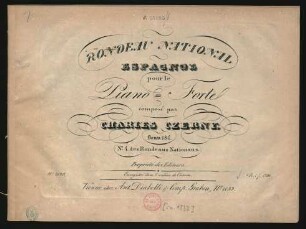 RONDEAU NATIONAL
ESPAGNOL
pour le
Piano-Forte
composé par
CHARLES CZERNY.
Oeuvre 181.
No. 4. des Rondeaux Nationaux.
Propriété des Editeurs.
Vienne, chez Ant. Diabelli & Comp. Graben, No. 1133